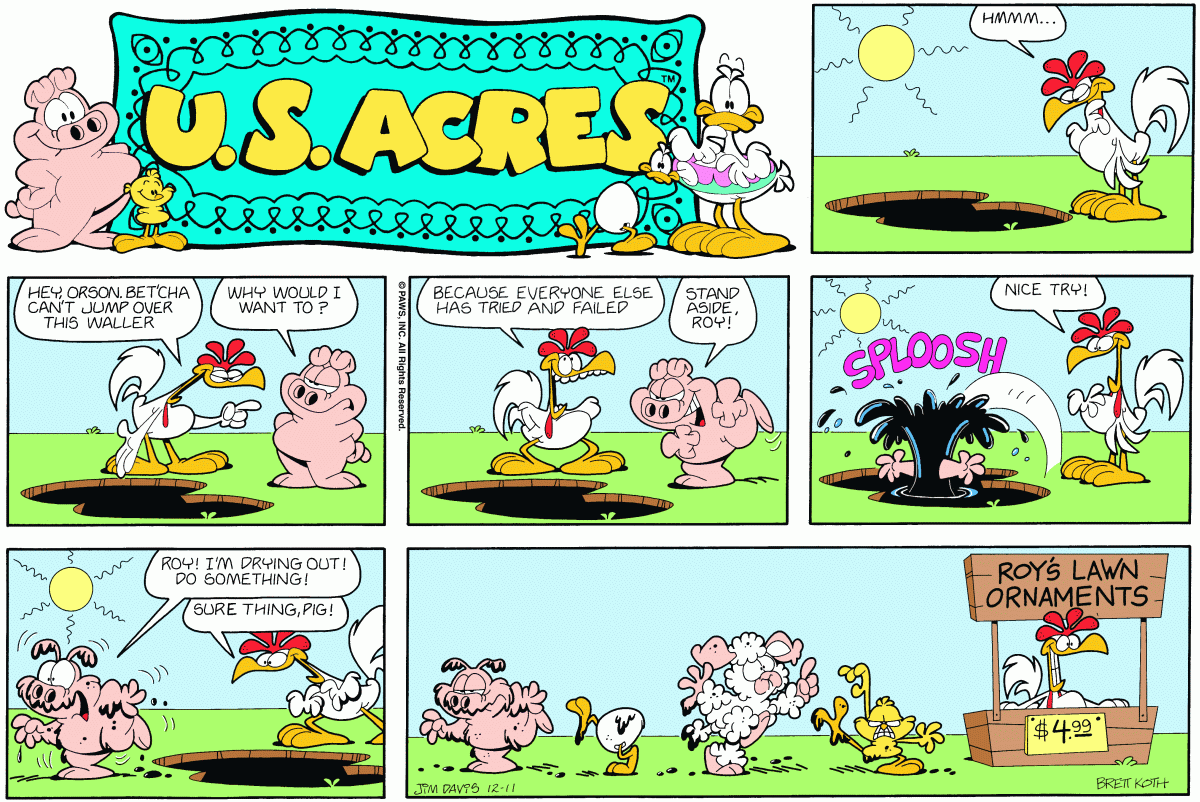 U.S. ACRES
™
HMMM...
HEY, ORSON. BET'CHA
CAN'T JUMP OVER
THIS WALLER
WHY WOULD I
WANT TO?
© PAWS, INC. All Rights Reserved.
BECAUSE EVERYONE ELSE
HAS TRIED AND FAILED
STAND
ASIDE,
ROY!
SPLOOSH
NICE TRY!
ROY! I'M DRYING OUT!
DO SOMETHING!
SURE THING, PIG!
ROY'S LAWN
ORNAMENTS
$4.99
JIM DAVIS 12-11
BRETT KOTH